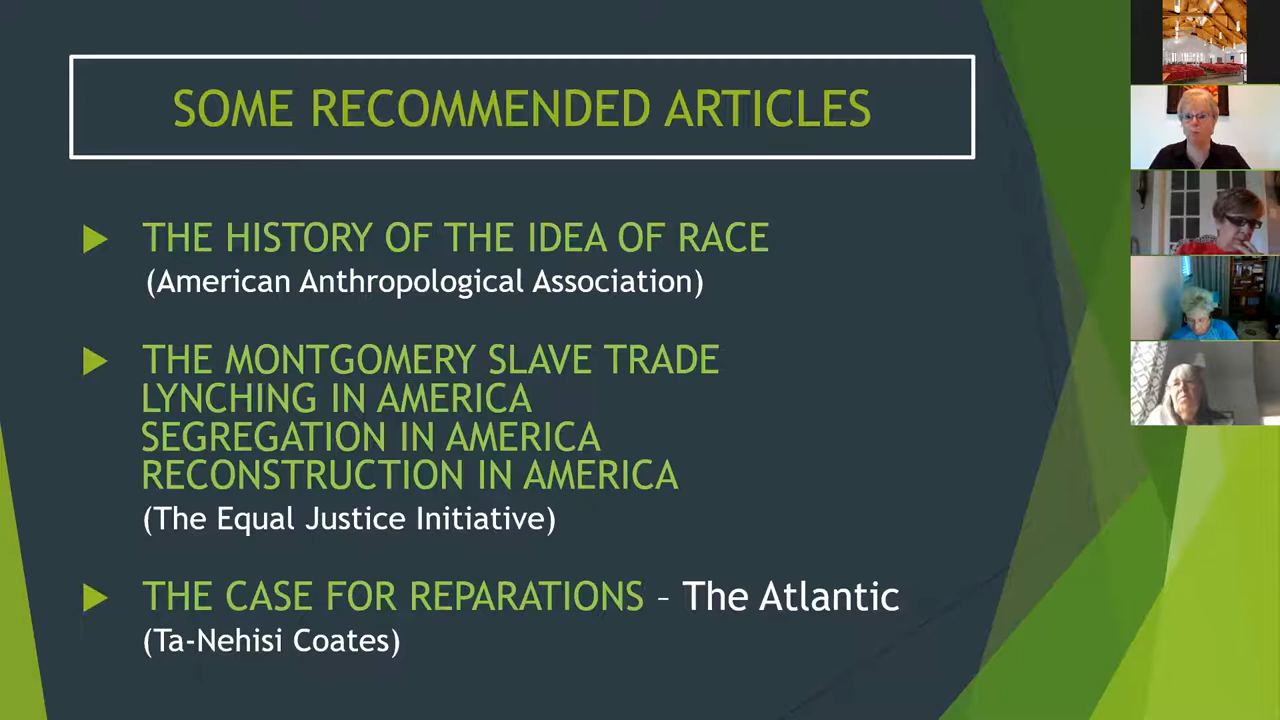 SOME RECOMMENDED ARTICLES
THE HISTORY OF THE IDEA OF RACE
(American Anthropological Association)
THE MONTGOMERY SLAVE TRADE
LYNCHING IN AMERICA
SEGREGATION IN AMERICA
RECONSTRUCTION IN AMERICA
(The Equal Justice Initiative)
THE CASE FOR REPARATIONS – The Atlantic
(Ta-Nehisi Coates)